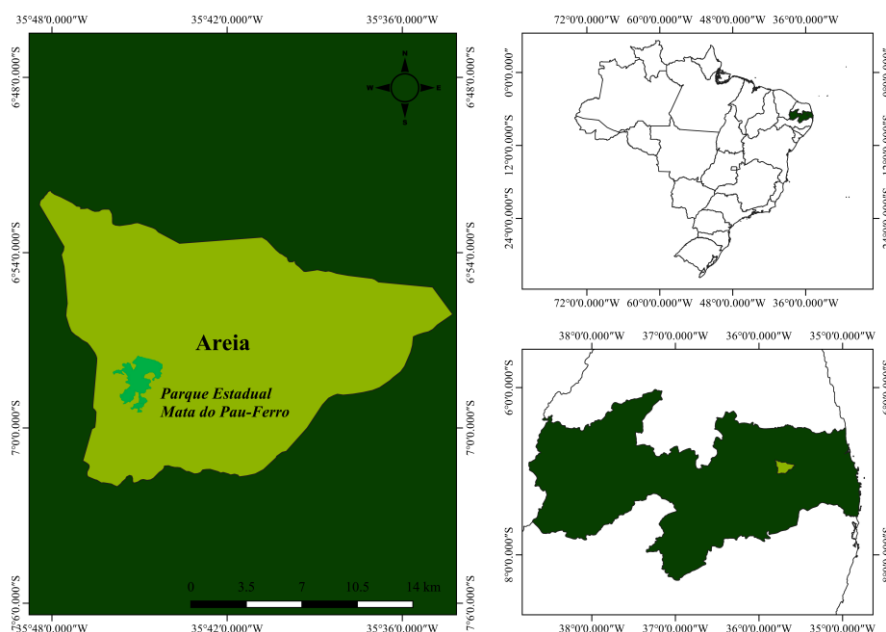 35°48'0.000"W 35°42'0.000"W 35°36'0.000"W
6°48'0.000"S
6°54'0.000"S
7°0'0.000"S
7°6'0.000"S
N
W E
S
Areia
Parque Estadual
Mata do Pau-Ferro
0 3.5 7 10.5 14 km
6°48'0.000"S
6°54'0.000"S
7°0'0.000"S
7°6'0.000"S
35°48'0.000"W 35°42'0.000"W 35°36'0.000"W
72°0'0.000"W 60°0'0.000"W 48°0'0.000"W 36°0'0.000"W
0°0'0.000"
12°0'0.000"S
24°0'0.000"S
72°0'0.000"W 60°0'0.000"W 48°0'0.000"W 36°0'0.000"W
38°0'0.000"W 37°0'0.000"W 36°0'0.000"W 35°0'0.000"W
6°0'0.000"S
8°0'0.000"S
38°0'0.000"W 37°0'0.000"W 36°0'0.000"W 35°0'0.000"W